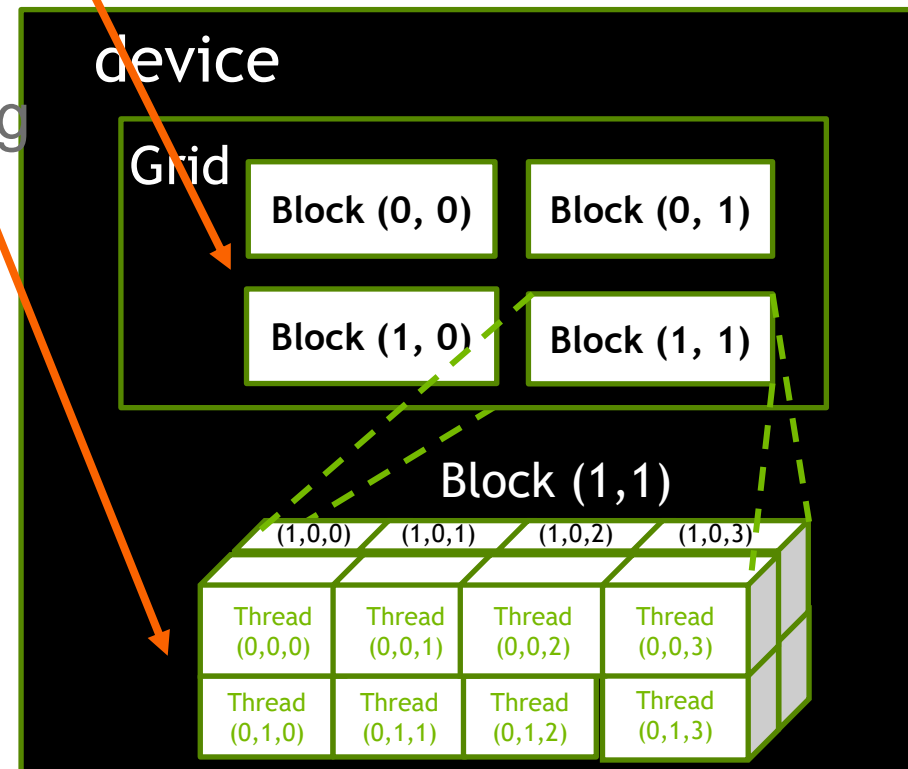 device
g
Grid
Block (0, 0) Block (0, 1)
Block (1, 0) Block (1, 1)
Block (1,1)
(1,0,0) (1,0,1) (1,0,2) (1,0,3)
Thread Thread Thread Thread
(0,0,0) (0,0,1) (0,0,2) (0,0,3)
Thread Thread Thread Thread
(0,1,0) (0,1,1) (0,1,2) (0,1,3)